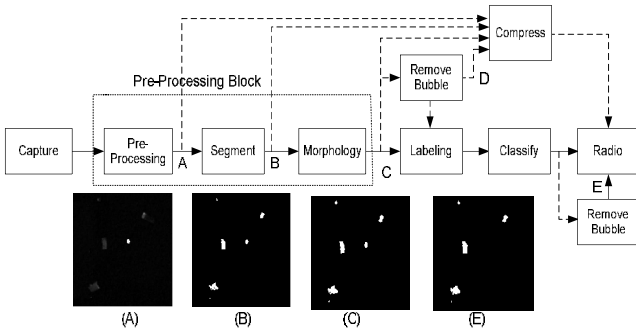 Compress
Remove
Bubble
D
Pre-Processing Block
Capture
Pre-
Processing
A
Segment
B
Morphology
C
Labeling
Classify
Radio
E
Remove
Bubble
(A)
(B)
(C)
(E)